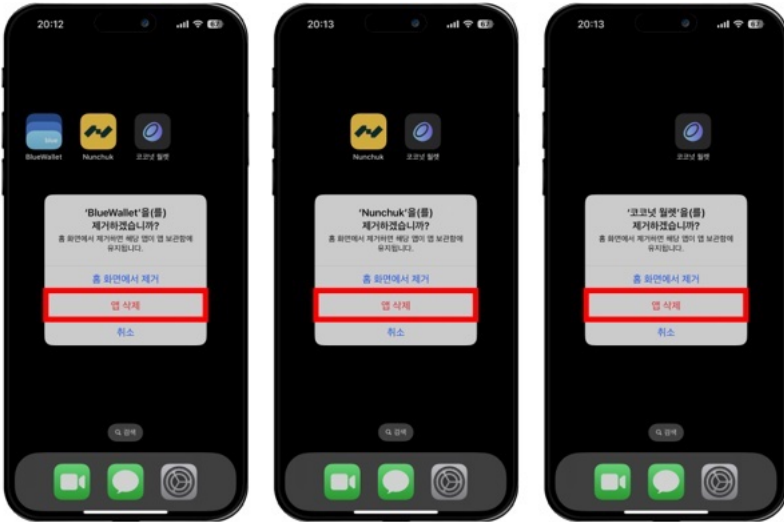 20:12
67
blue
BlueWallet
Nunchuk
코코넛 월렛
'BlueWallet'을(를)
제거하겠습니까?
홈 화면에서 제거하면 해당 앱이 앱 보관함에
유지됩니다.
홈 화면에서 제거
앱 삭제
취소
검색
20:13
67
Nunchuk
코코넛 월렛
'Nunchuk'을(를)
제거하겠습니까?
홈 화면에서 제거하면 해당 앱이 앱 보관함에
유지됩니다.
홈 화면에서 제거
앱 삭제
취소
검색
20:13
67
코코넛 월렛
'코코넛 월렛'을(를)
제거하겠습니까?
홈 화면에서 제거하면 해당 앱이 앱 보관함에
유지됩니다.
홈 화면에서 제거
앱 삭제
취소
검색